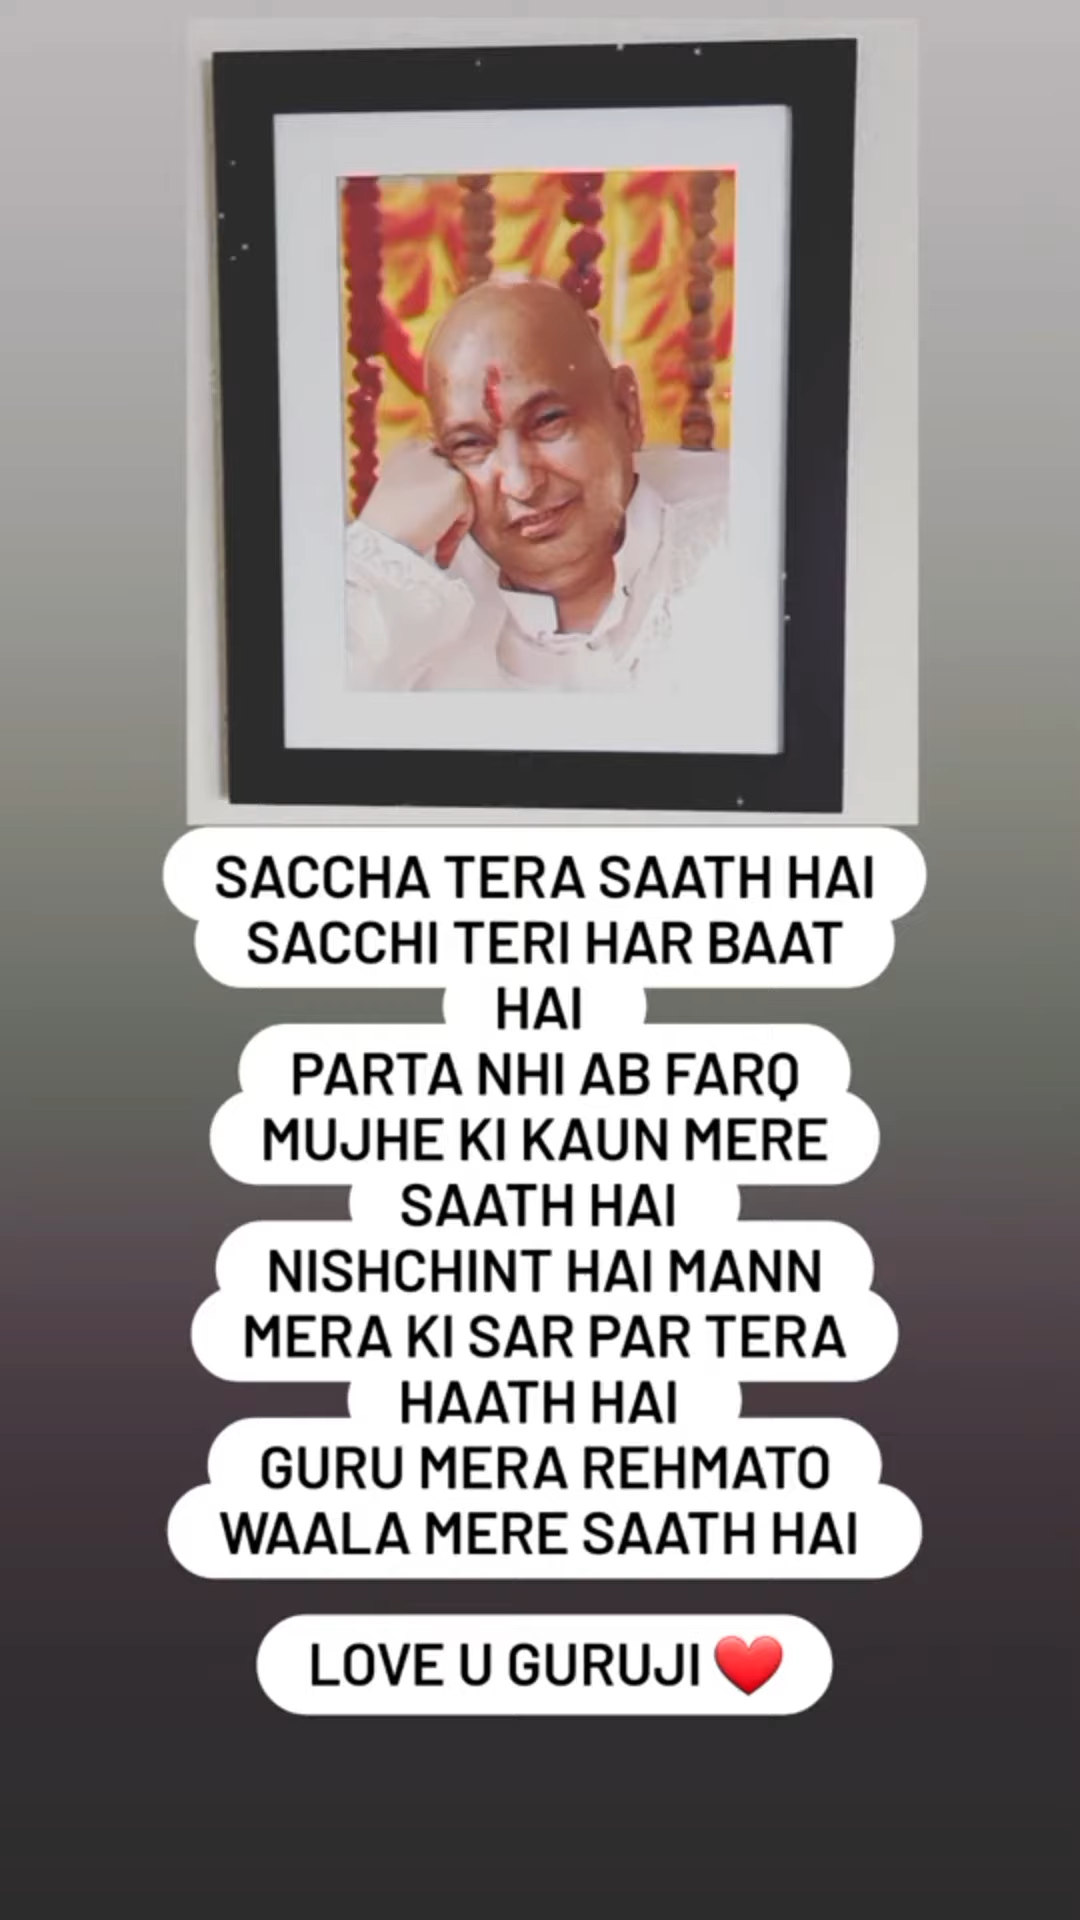 SACCHA TERA SAATH HAI
SACCHI TERI HAR BAAT
HAI
PARTA NHI AB FARQ
MUJHE KI KAUN MERE
SAATH HAI
NISHCHINT HAI MANN
MERA KI SAR PAR TERA
HAATH HAI
GURU MERA REHMATO
WAALA MERE SAATH HAI
LOVE U GURUJI ❤️